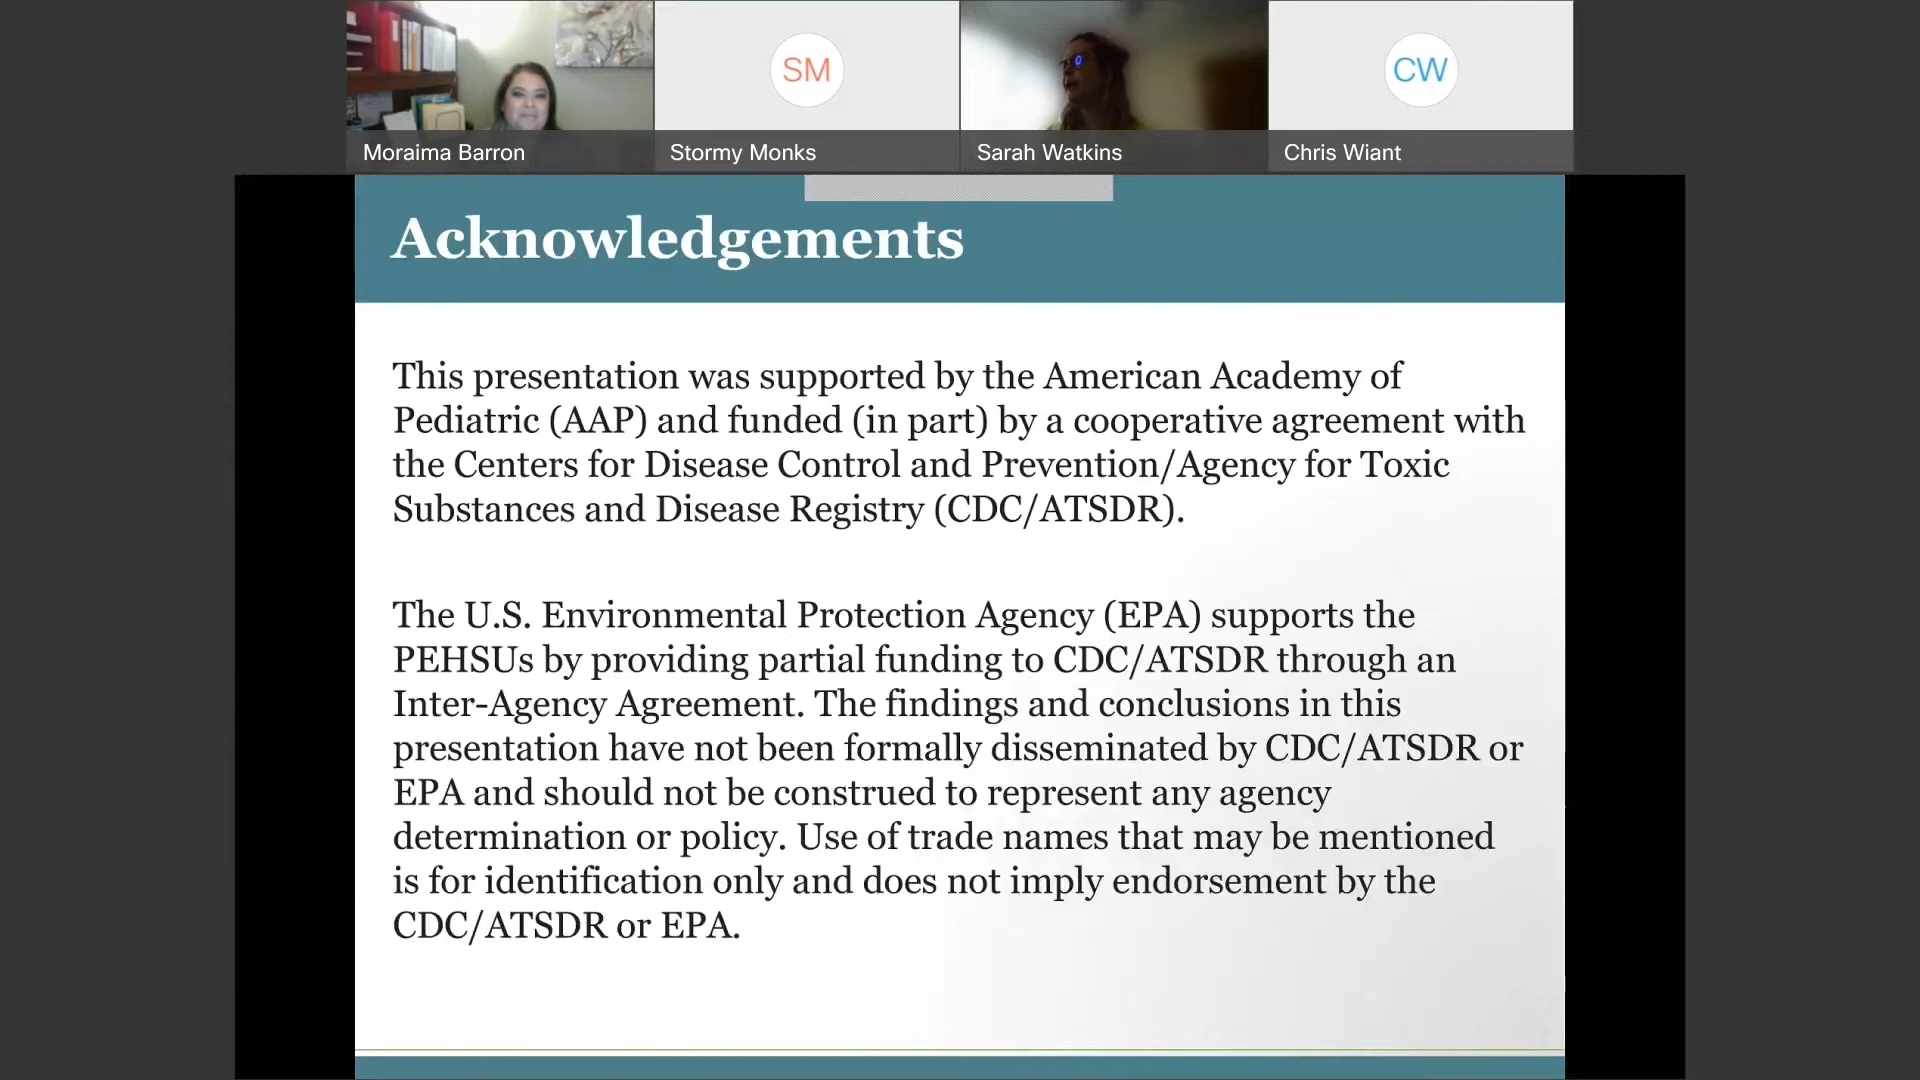 SM
CW
Moraima Barron
Stormy Monks
Sarah Watkins
Chris Wiant
Acknowledgements
This presentation was supported by the American Academy of
Pediatric (AAP) and funded (in part) by a cooperative agreement with
the Centers for Disease Control and Prevention/Agency for Toxic
Substances and Disease Registry (CDC/ATSDR).
The U.S. Environmental Protection Agency (EPA) supports the
PEHSUs by providing partial funding to CDC/ATSDR through an
Inter-Agency Agreement. The findings and conclusions in this
presentation have not been formally disseminated by CDC/ATSDR or
EPA and should not be construed to represent any agency
determination or policy. Use of trade names that may be mentioned
is for identification only and does not imply endorsement by the
CDC/ATSDR or EPA.